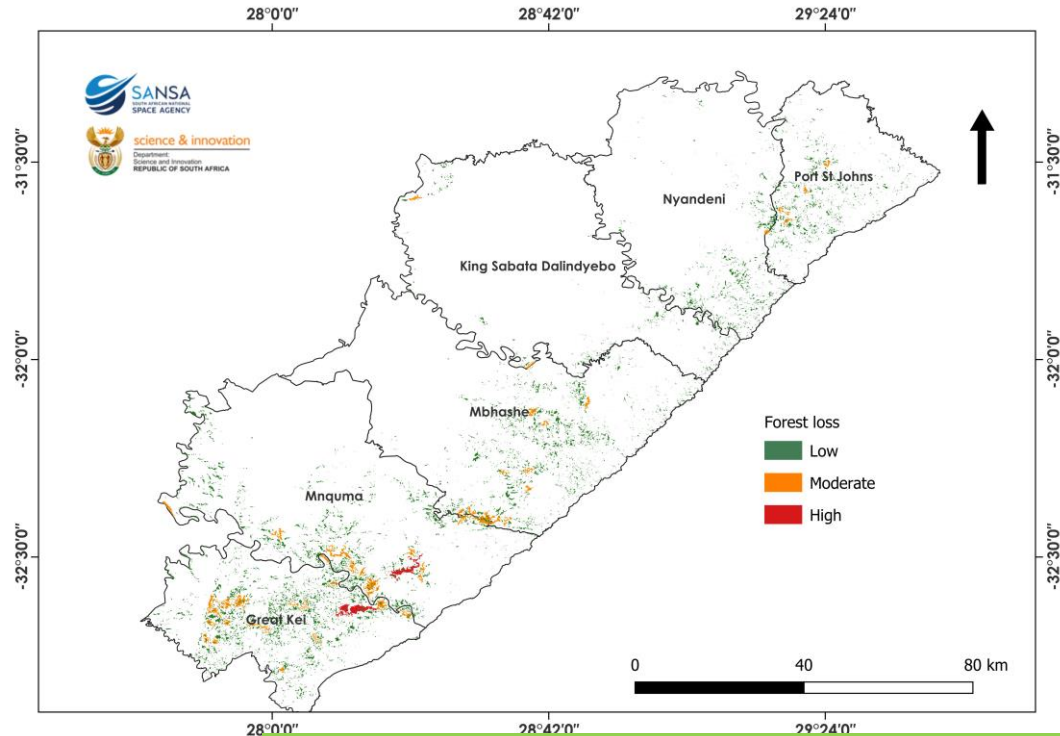 28°0′0″
28°42′0″
29°24′0″
SANSA
SOUTH AFRICAN NATIONAL
SPACE AGENCY
science & innovation
Department:
Science and Innovation
REPUBLIC OF SOUTH AFRICA
-31°30′0″
-31°30′0″
Port St Johns
Nyandeni
King Sabata Dalindyebo
-32°0′0″
-32°0′0″
Mbhashe
Forest loss
Low
Moderate
High
Mnquma
-32°30′0″
-32°30′0″
Great Kei
0
40
80 km
28°0′0″
28°42′0″
29°24′0″